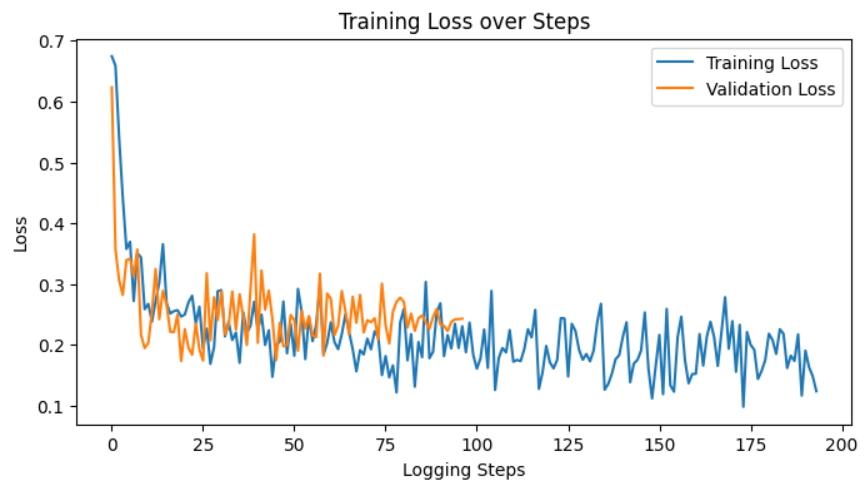 Training Loss over Steps
Training Loss
Validation Loss
Loss
0.7
0.6
0.5
0.4
0.3
0.2
0.1
0 25 50 75 100 125 150 175 200
Logging Steps